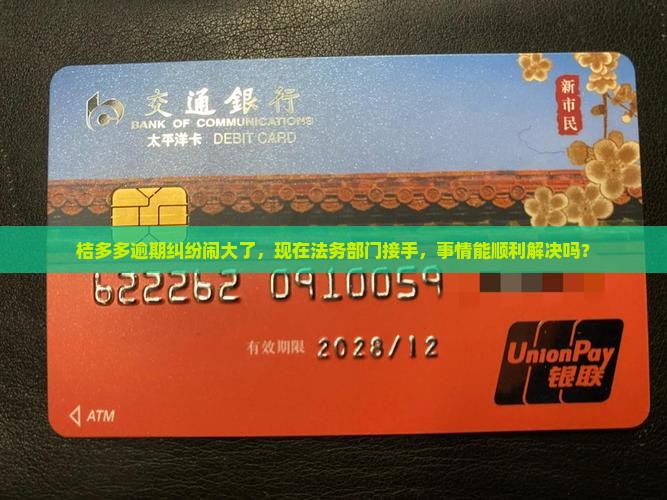 交通銀行
BANK OF COMMUNICATIONS
太平洋卡 DEBIT CARD
新市民
桔多多逾期纠纷闹大了，现在法务部门接手，事情能顺利解决吗？
622262 0910059
有效期限 2028/12
UnionPay
银联
ATM